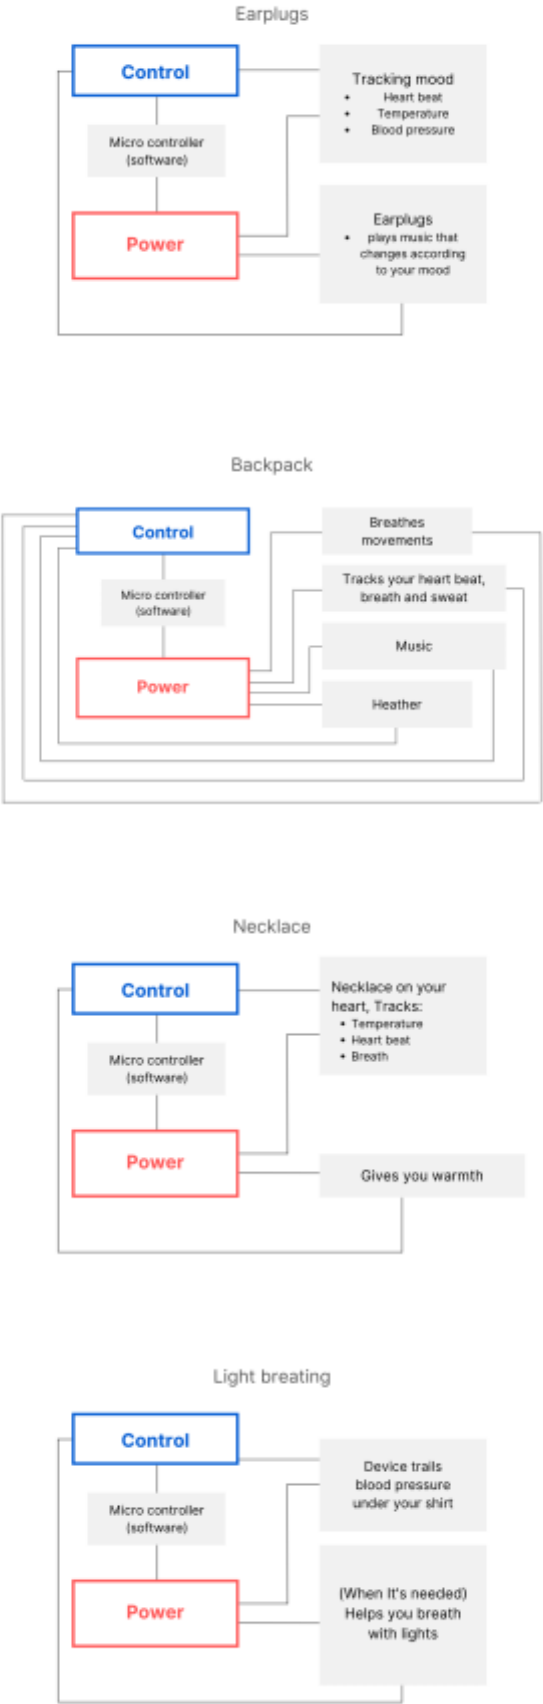 Earplugs
Control
Tracking mood
• Heart beat
• Temperature
• Blood pressure
Micro controller
(software)
Power
Earplugs
• plays music that
changes according
to your mood
Backpack
Control
Breathes
movements
Micro controller
(software)
Tracks your heart beat,
breath and sweat
Music
Power
Heather
Necklace
Control
Necklace on your
heart, Tracks:
• Temperature
• Heart beat
• Breath
Micro controller
(software)
Power
Gives you warmth
Light breating
Control
Device trails
blood pressure
under your shirt
Micro controller
(software)
Power
(When It's needed)
Helps you breath
with lights